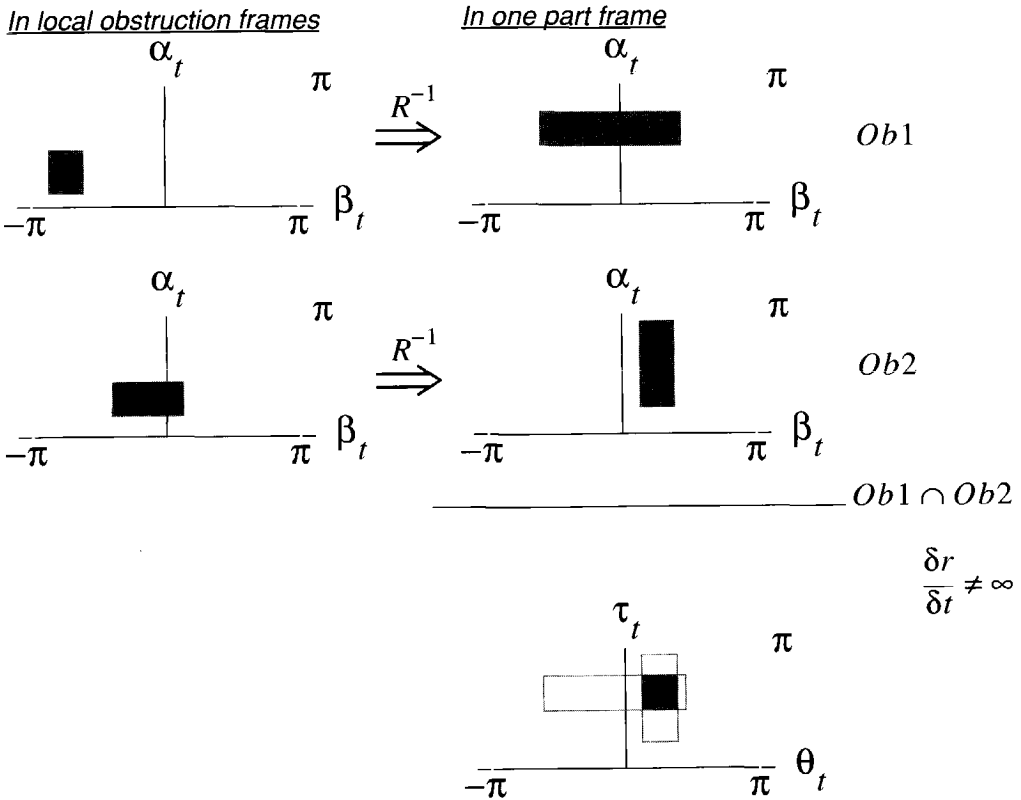 In local obstruction frames
In one part frame
α_t
π
R^{-1}
α_t
π
Ob1
-π
π
β_t
-π
π
β_t
α_t
π
R^{-1}
α_t
π
Ob2
-π
π
β_t
-π
π
β_t
Ob1 ∩ Ob2
δr/δt ≠ ∞
τ_t
π
-π
π
θ_t